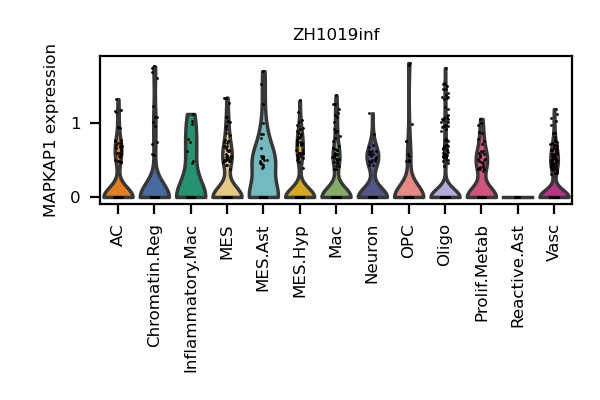 ZH1019inf
MAPKAP1 expression
1
0
AC
Chromatin.Reg
Inflammatory.Mac
MES
MES.Ast
MES.Hyp
Mac
Neuron
OPC
Oligo
Prolif.Metab
Reactive.Ast
Vasc